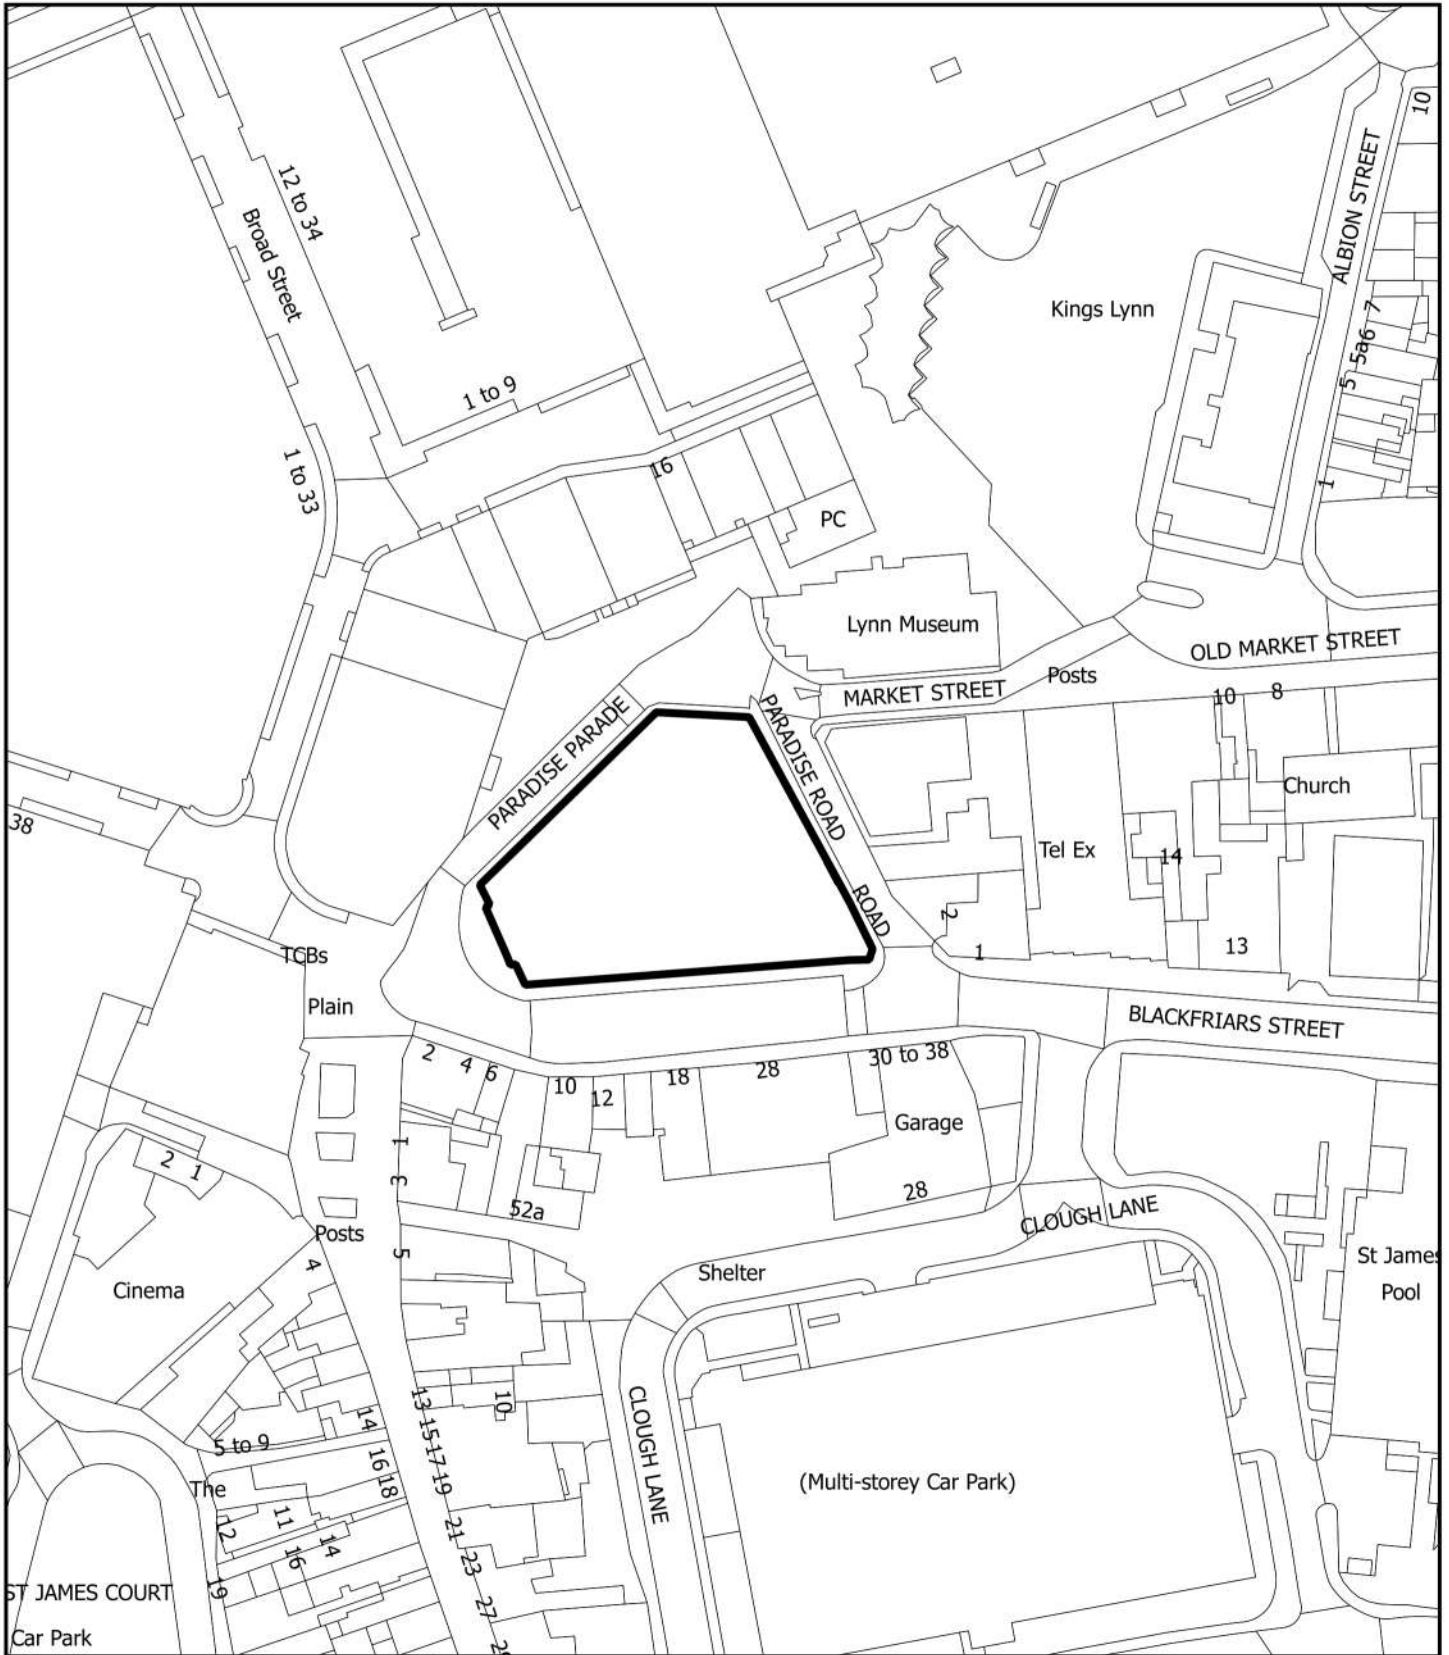 10
ALBION STREET
12 to 34
Broad Street
Kings Lynn
7
5a6
5
1 to 9
1 to 33
16
1
PC
Lynn Museum
OLD MARKET STREET
Posts
MARKET STREET
10
8
PARADISE PARADE
PARADISE ROAD
Church
38
Tel Ex
14
ROAD
2
1
13
TCBs
Plain
BLACKFRIARS STREET
2
4
6
10
12
18
28
30 to 38
Garage
1
2
1
3
28
52a
CLOUGH LANE
Posts
5
4
St James
Pool
Shelter
Cinema
13
15
17
19
10
14
CLOUGH LANE
5 to 9
16
18
The
(Multi-storey Car Park)
11
12
14
16
21
23
19
27
ST JAMES COURT
Car Park